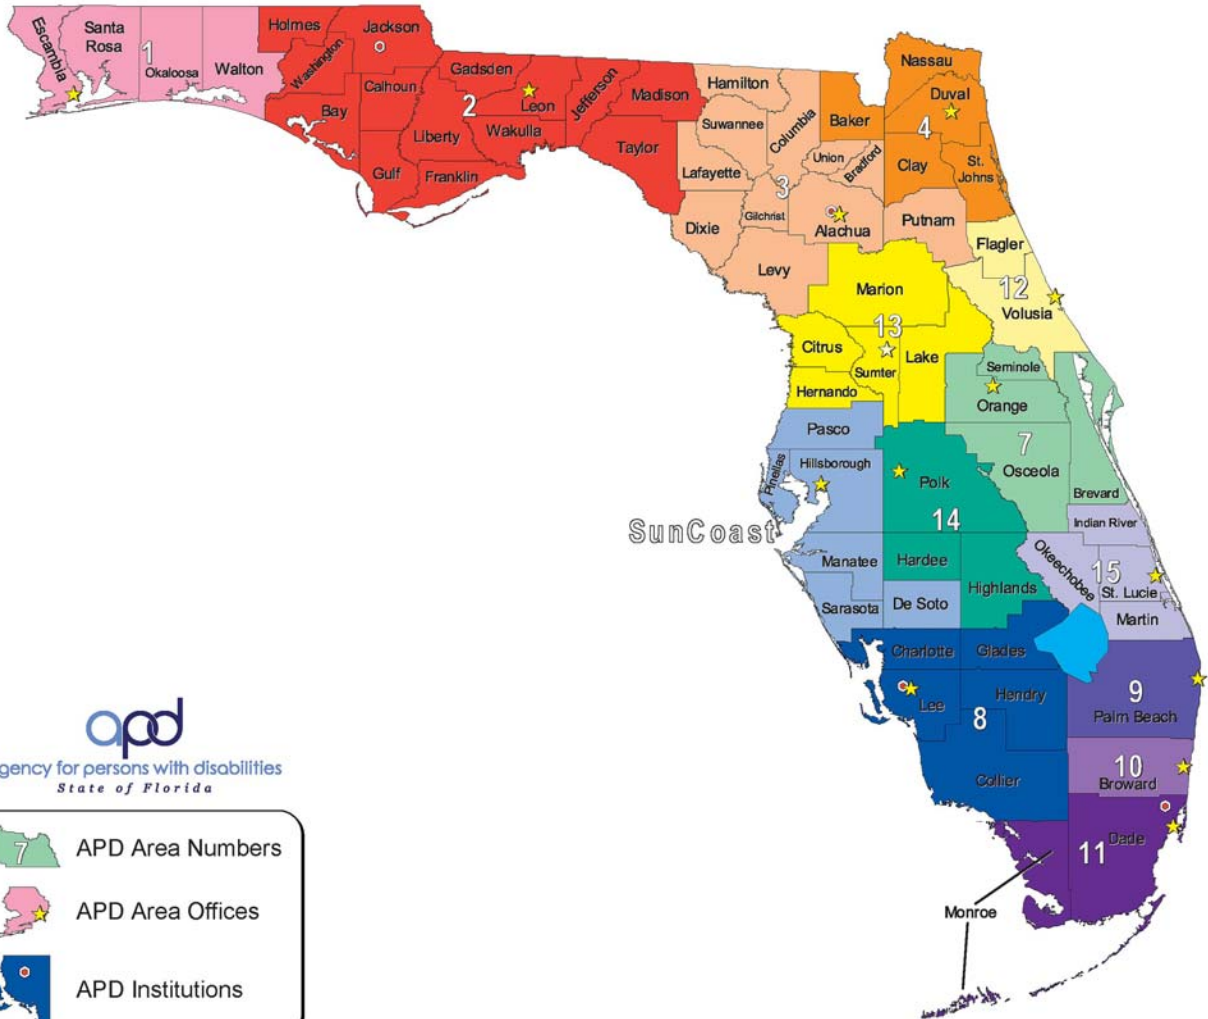 Escambia
Santa
Rosa
1
Okaloosa
Walton
Holmes
Washington
Jackson
Bay
Calhoun
Gulf
Liberty
Franklin
Gadsden
2
Leon
Wakulla
Jefferson
Madison
Taylor
Hamilton
Suwannee
Columbia
Lafayette
Union
Bradford
3
Gilchrist
Dixie
Alachua
Levy
Putnam
Baker
Nassau
Duval
4
Clay
St.
Johns
Flagler
12
Volusia
Marion
13
Citrus
Sumter
Lake
Hernando
Seminole
Orange
7
Osceola
Brevard
Pasco
Pinellas
Hillsborough
SunCoast
Manatee
Sarasota
De Soto
Polk
14
Hardee
Highlands
Indian River
Okeechobee
15
St. Lucie
Martin
Charlotte
Glades
Lee
8
Hendry
Collier
9
Palm Beach
10
Broward
11
Dade
Monroe
apd
gency for persons with disabilities
State of Florida
7
APD Area Numbers
APD Area Offices
APD Institutions